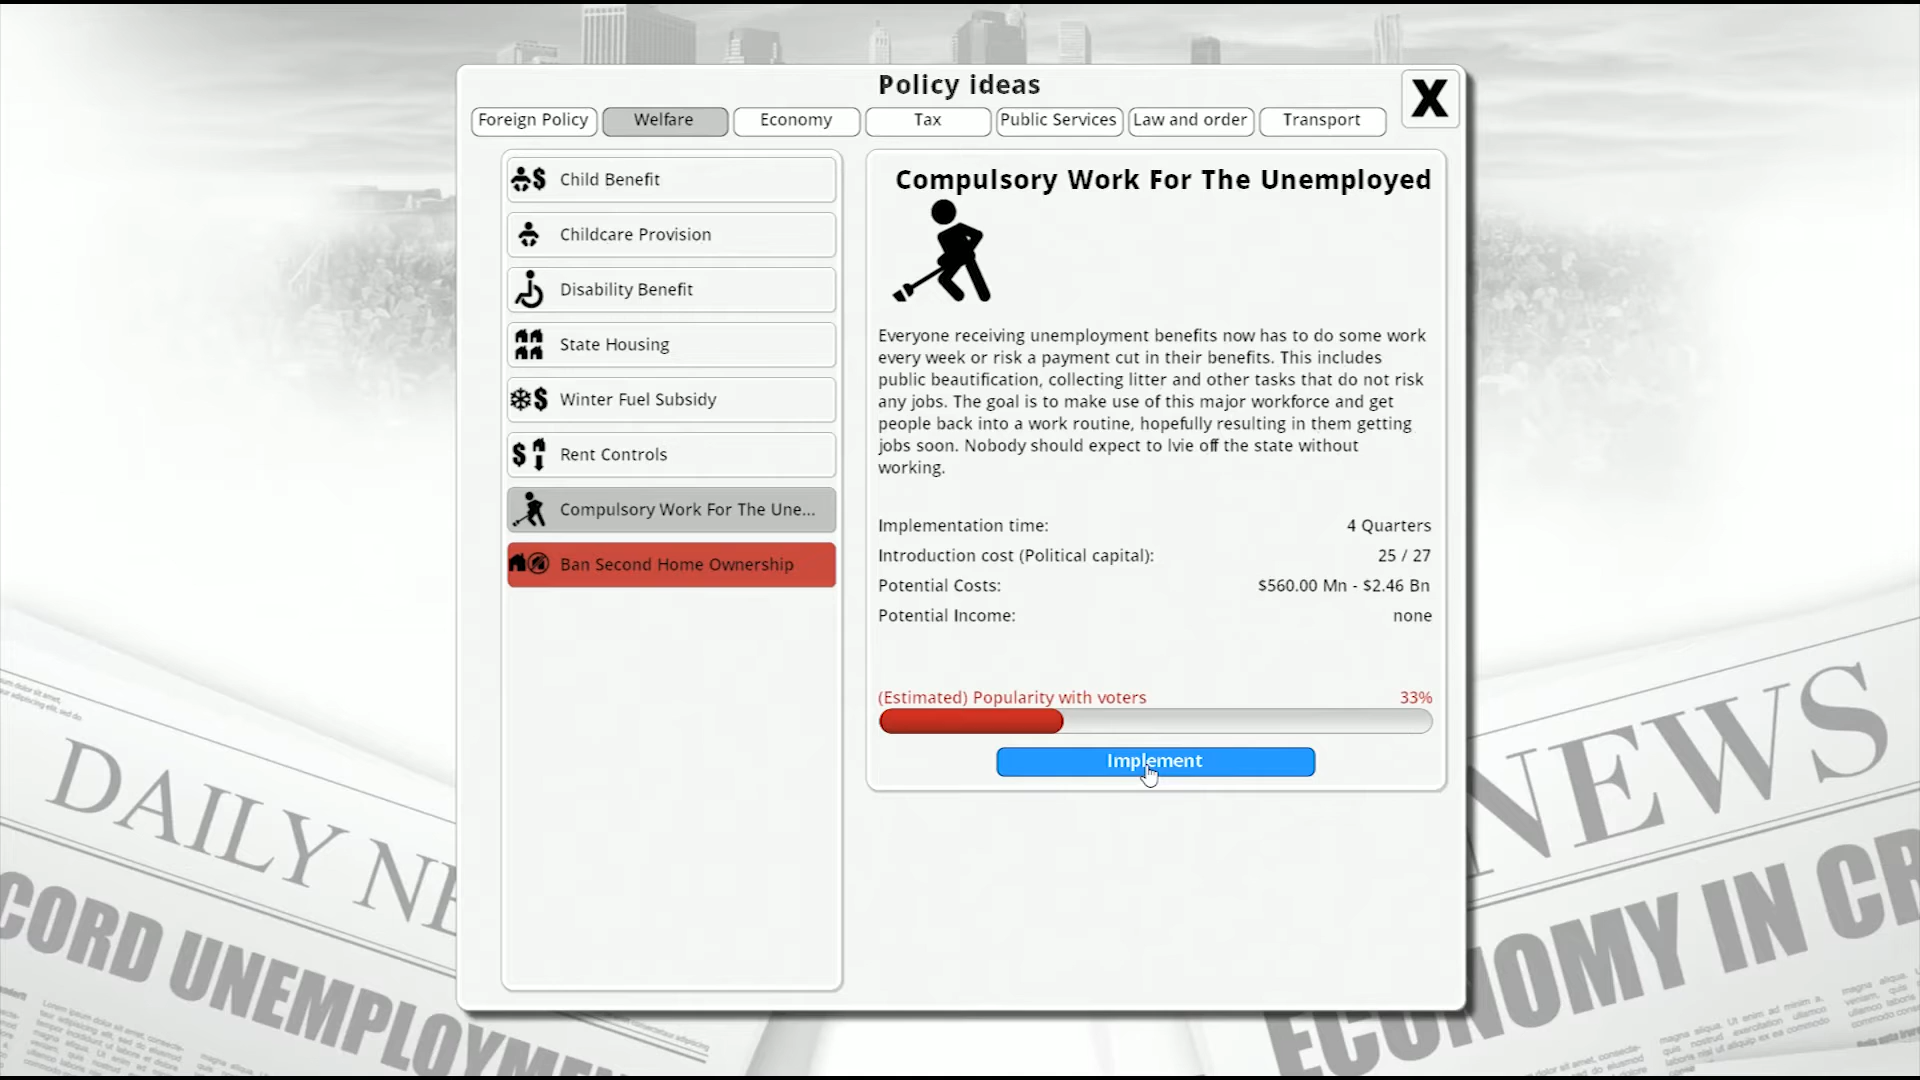 Policy ideas
X
Foreign Policy
Welfare
Economy
Tax
Public Services
Law and order
Transport
Child Benefit
Childcare Provision
Disability Benefit
State Housing
Winter Fuel Subsidy
Rent Controls
Compulsory Work For The Une...
Ban Second Home Ownership
Compulsory Work For The Unemployed
Everyone receiving unemployment benefits now has to do some work
every week or risk a payment cut in their benefits. This includes
public beautification, collecting litter and other tasks that do not risk
any jobs. The goal is to make use of this major workforce and get
people back into a work routine, hopefully resulting in them getting
jobs soon. Nobody should expect to lvie off the state without
working.
Implementation time: 4 Quarters
Introduction cost (Political capital): 25 / 27
Potential Costs: $560.00 Mn - $2.46 Bn
Potential Income: none
(Estimated) Popularity with voters 33%
Implement
DAILY NE
CORD UNEMPLOYME
NEWS
ECONOMY IN CR